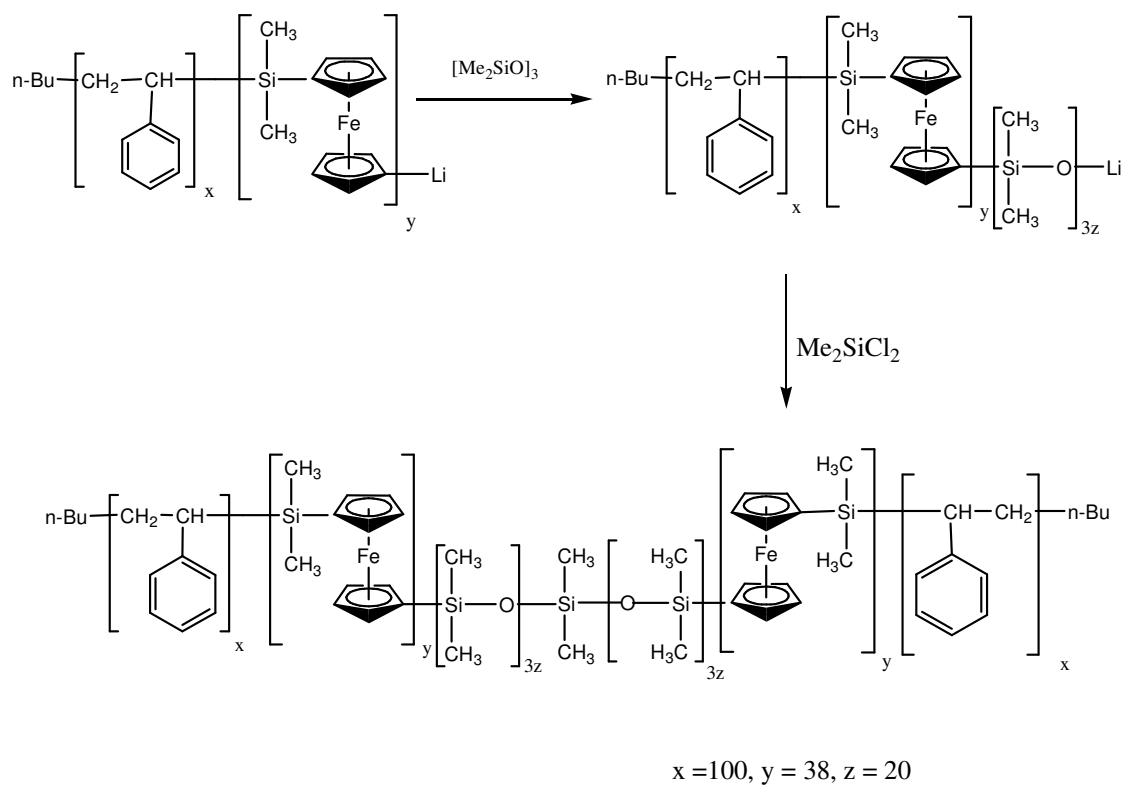 CH₃ CH₃
n-Bu CH₂ CH Si [Me₂SiO]₃ n-Bu CH₂ CH Si
CH₃ Fe CH₃ Fe CH₃
Li Si O Li
x y x y CH₃ 3z
Me₂SiCl₂
CH₃ H₃C
n-Bu CH₂ CH Si Si CH CH₂ n-Bu
CH₃ Fe CH₃ CH₃ CH₃ Fe CH₃
Si O Si O Si
x y CH₃ 3z CH₃ H₃C 3z y x
x =100, y = 38, z = 20